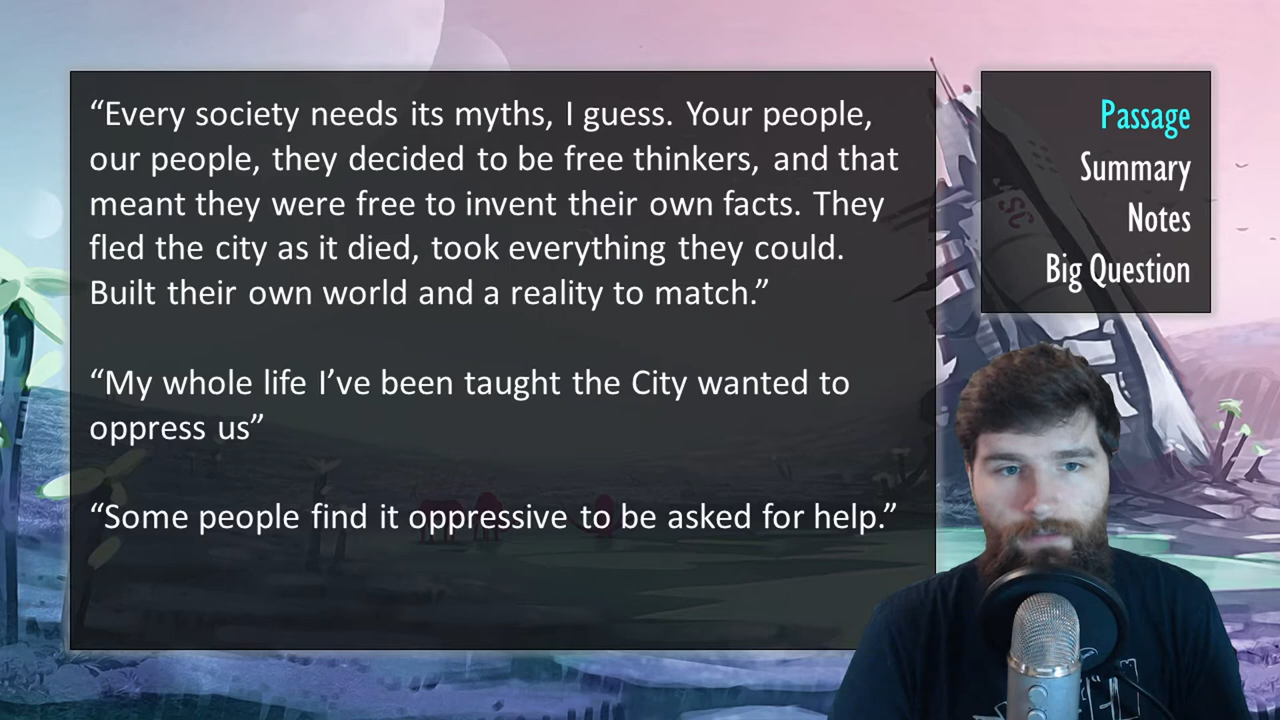 “Every society needs its myths, I guess. Your people,
our people, they decided to be free thinkers, and that
meant they were free to invent their own facts. They
fled the city as it died, took everything they could.
Built their own world and a reality to match.”
“My whole life I’ve been taught the City wanted to
oppress us”
“Some people find it oppressive to be asked for help.”
Passage
Summary
Notes
Big Question